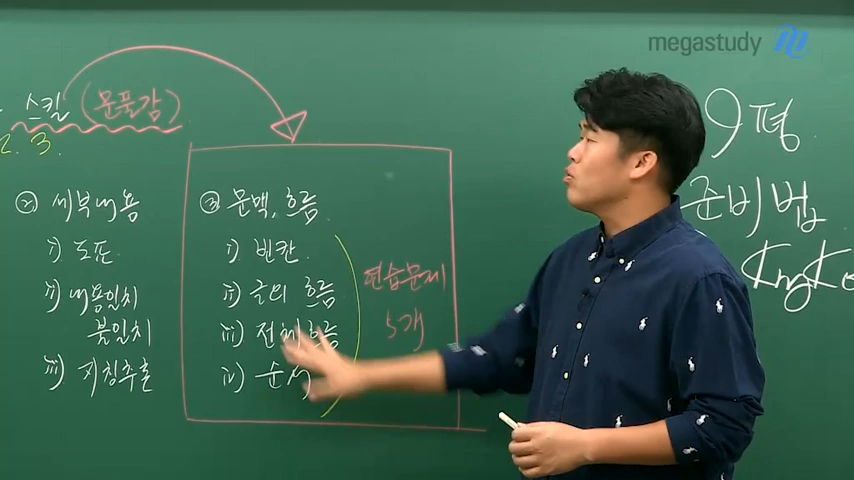 megastudy
스킬 (문풀감)
2. 3.
② 세부내용
i) 도표
ii) 내용일치
불일치
iii) 지칭추론
③ 문맥, 흐름
i) 빈칸
ii) 글의 흐름
iii) 전체 흐름
iv) 순서
연습문제
5개
9평
준비법